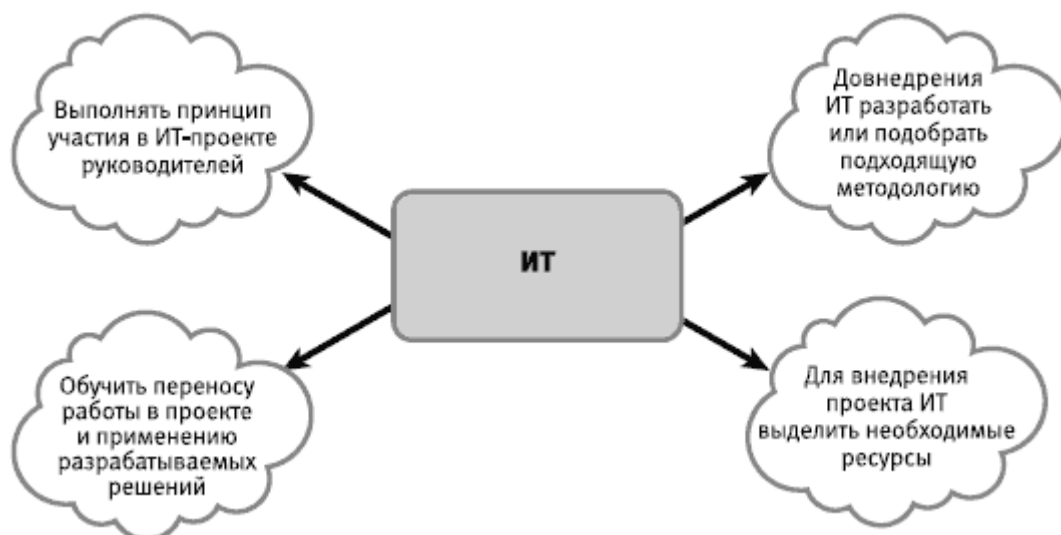 Выполнять принцип
участия в ИТ-проекте
руководителей
Довнедрения
ИТ разработать
или подобрать
подходящую
методологию
ИТ
Обучить переносу
работы в проекте
и применению
разрабатываемых
решений
Для внедрения
проекта ИТ
выделить необходимые
ресурсы